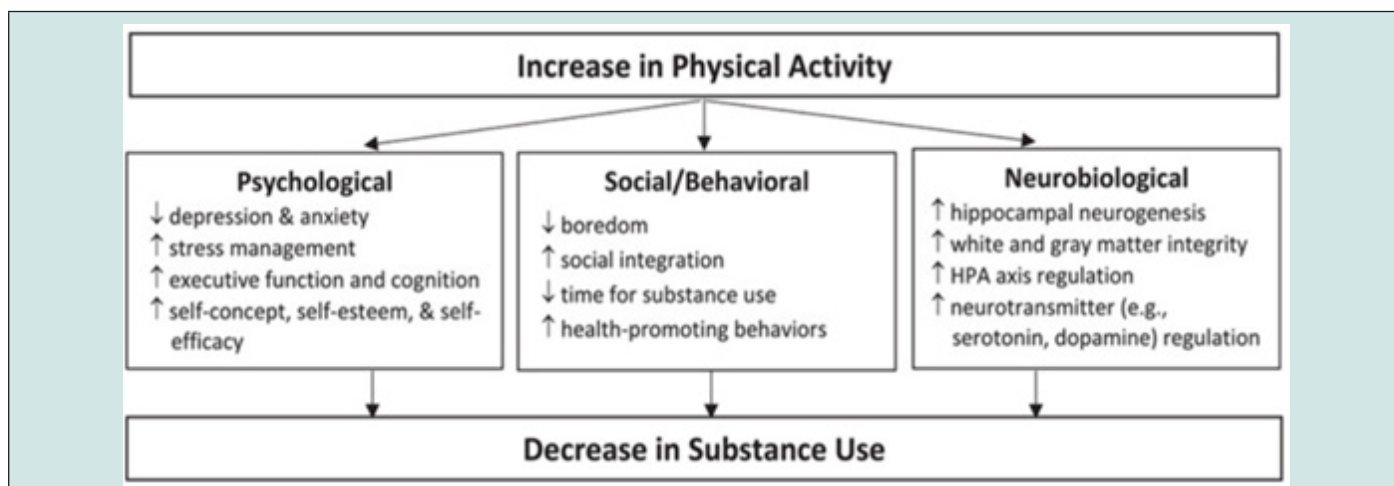 Increase in Physical Activity
Psychological
↓ depression & anxiety
↑ stress management
↑ executive function and cognition
↑ self-concept, self-esteem, & self-
efficacy
Social/Behavioral
↓ boredom
↑ social integration
↓ time for substance use
↑ health-promoting behaviors
Neurobiological
↑ hippocampal neurogenesis
↑ white and gray matter integrity
↑ HPA axis regulation
↑ neurotransmitter (e.g.,
serotonin, dopamine) regulation
Decrease in Substance Use